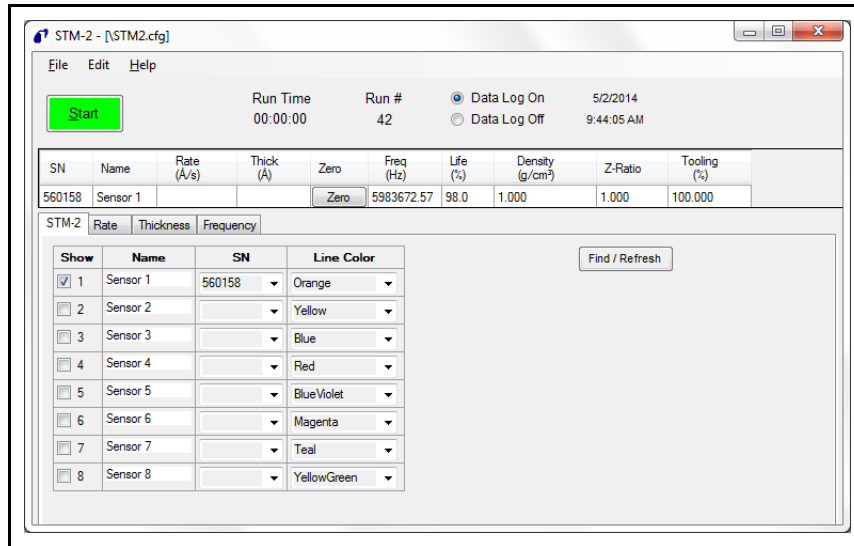 STM-2 - [\STM2.cfg]
File Edit Help
Start
Run Time Run # Data Log On 5/2/2014
00:00:00 42 Data Log Off 9:44:05 AM
SN Name Rate (Å/s) Thick (Å) Zero Freq (Hz) Life (%) Density (g/cm³) Z-Ratio Tooling (%)
560158 Sensor 1 Zero 5983672.57 98.0 1.000 1.000 100.000
STM-2 Rate Thickness Frequency
Show Name SN Line Color Find / Refresh
1 Sensor 1 560158 Orange
2 Sensor 2 Yellow
3 Sensor 3 Blue
4 Sensor 4 Red
5 Sensor 5 BlueViolet
6 Sensor 6 Magenta
7 Sensor 7 Teal
8 Sensor 8 YellowGreen